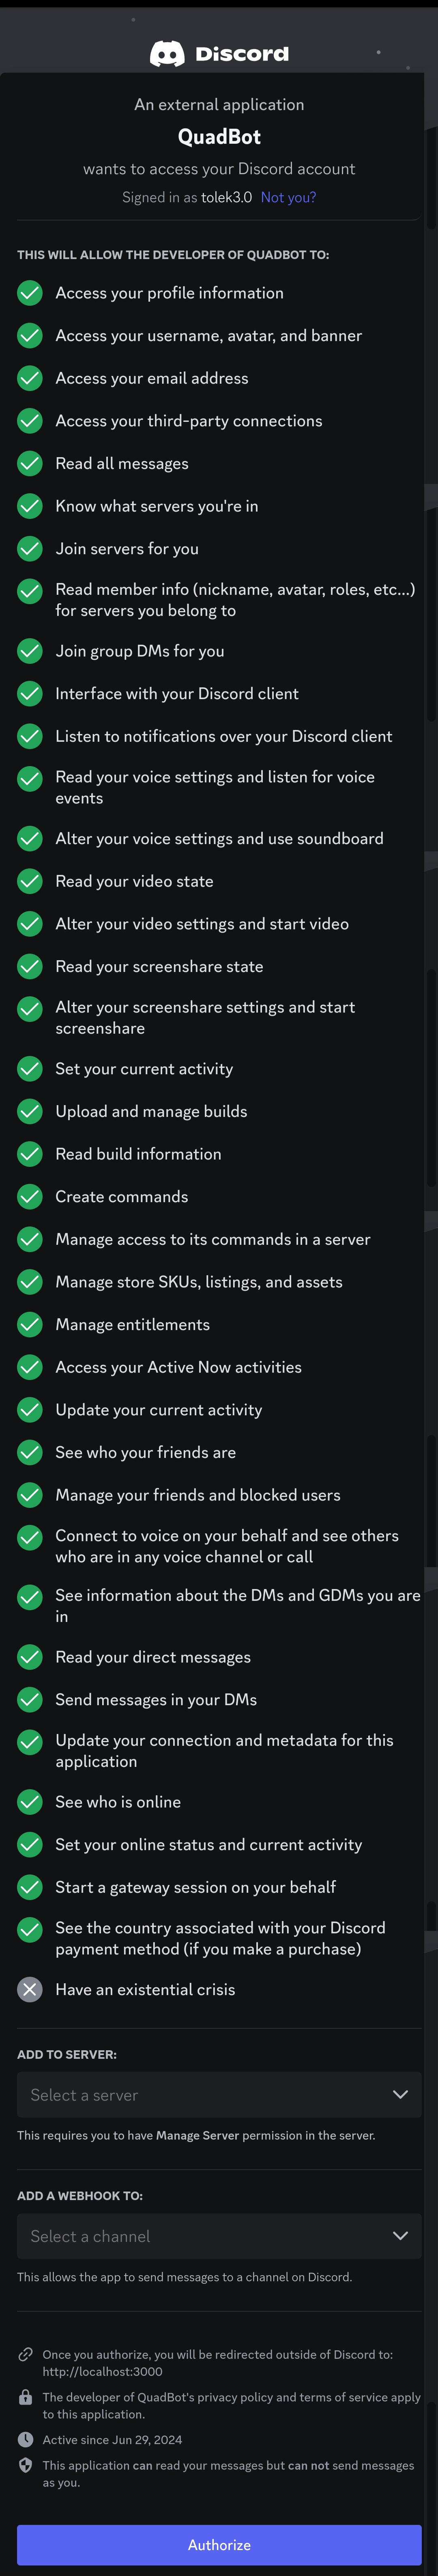 Discord
An external application
QuadBot
wants to access your Discord account
Signed in as tolek3.0 Not you?
THIS WILL ALLOW THE DEVELOPER OF QUADBOT TO:
Access your profile information
Access your username, avatar, and banner
Access your email address
Access your third-party connections
Read all messages
Know what servers you're in
Join servers for you
Read member info (nickname, avatar, roles, etc...)
for servers you belong to
Join group DMs for you
Interface with your Discord client
Listen to notifications over your Discord client
Read your voice settings and listen for voice
events
Alter your voice settings and use soundboard
Read your video state
Alter your video settings and start video
Read your screenshare state
Alter your screenshare settings and start
screenshare
Set your current activity
Upload and manage builds
Read build information
Create commands
Manage access to its commands in a server
Manage store SKUs, listings, and assets
Manage entitlements
Access your Active Now activities
Update your current activity
See who your friends are
Manage your friends and blocked users
Connect to voice on your behalf and see others
who are in any voice channel or call
See information about the DMs and GDMs you are
in
Read your direct messages
Send messages in your DMs
Update your connection and metadata for this
application
See who is online
Set your online status and current activity
Start a gateway session on your behalf
See the country associated with your Discord
payment method (if you make a purchase)
Have an existential crisis
ADD TO SERVER:
Select a server
This requires you to have Manage Server permission in the server.
ADD A WEBHOOK TO:
Select a channel
This allows the app to send messages to a channel on Discord.
Once you authorize, you will be redirected outside of Discord to:
http://localhost:3000
The developer of QuadBot's privacy policy and terms of service apply
to this application.
Active since Jun 29, 2024
This application can read your messages but can not send messages
as you.
Authorize